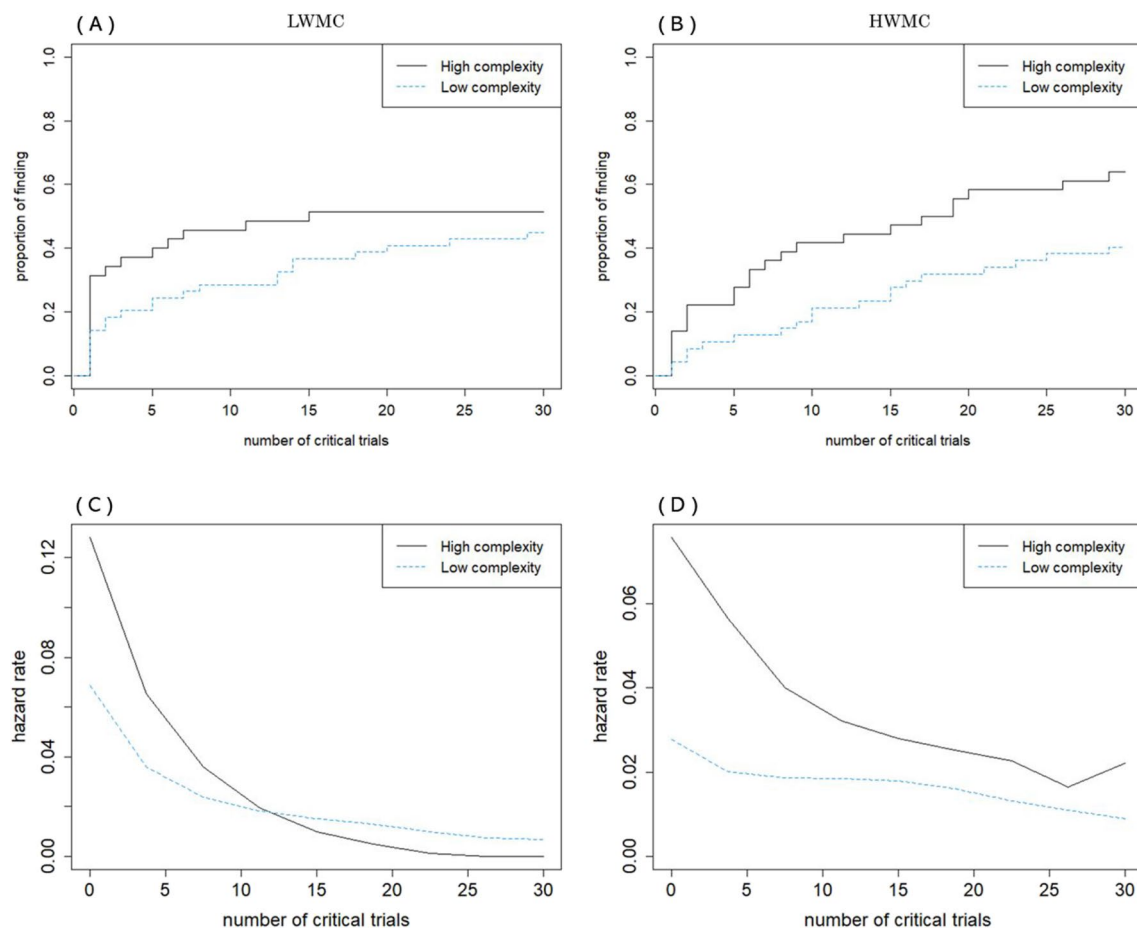 ( A )
LWMC
High complexity
Low complexity
proportion of finding
0.0 0.2 0.4 0.6 0.8 1.0
0 5 10 15 20 25 30
number of critical trials
( B )
HWMC
High complexity
Low complexity
proportion of finding
0.0 0.2 0.4 0.6 0.8 1.0
0 5 10 15 20 25 30
number of critical trials
( C )
High complexity
Low complexity
hazard rate
0.00 0.04 0.08 0.12
0 5 10 15 20 25 30
number of critical trials
( D )
High complexity
Low complexity
hazard rate
0.00 0.02 0.04 0.06
0 5 10 15 20 25 30
number of critical trials